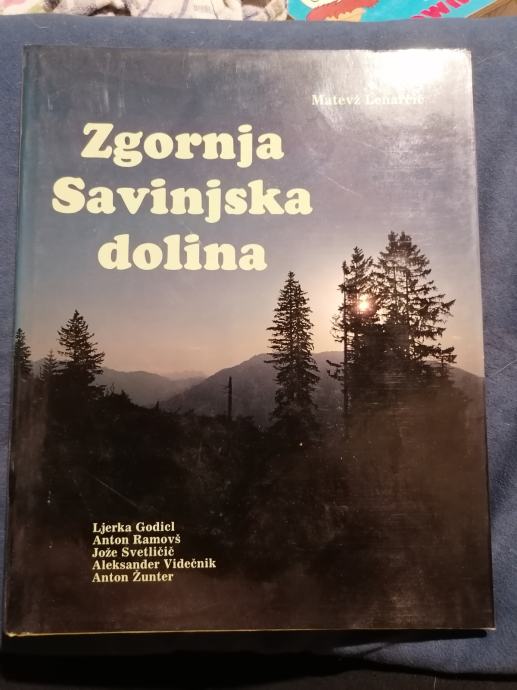 Matevž Lenarčič
Zgornja
Savinjska
dolina
Ljerka Godicl
Anton Ramovš
Jože Svetličič
Aleksander Videčnik
Anton Žunter